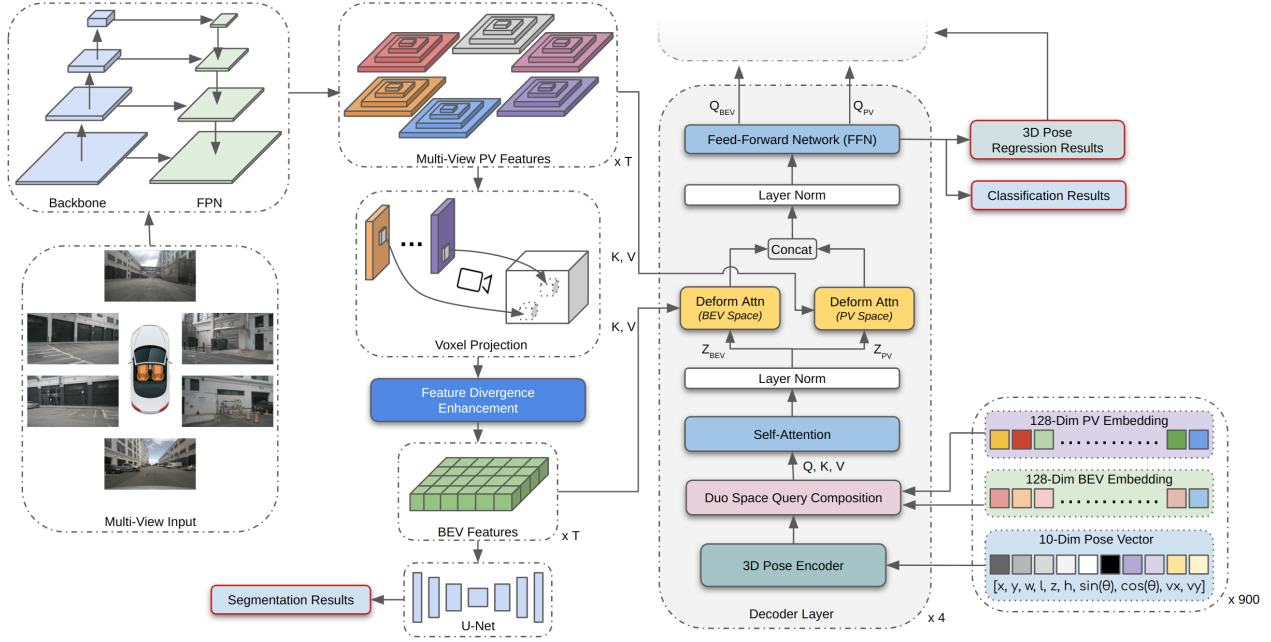 Backbone
FPN
Multi-View Input
Multi-View PV Features
x T
Voxel Projection
Feature Divergence
Enhancement
BEV Features
x T
U-Net
Segmentation Results
K, V
K, V
Q_BEV
Q_PV
Feed-Forward Network (FFN)
Layer Norm
Concat
Deform Attn
(BEV Space)
Deform Attn
(PV Space)
Z_BEV
Z_PV
Layer Norm
Self-Attention
Q, K, V
Duo Space Query Composition
3D Pose Encoder
Decoder Layer
x 4
3D Pose
Regression Results
Classification Results
128-Dim PV Embedding
128-Dim BEV Embedding
10-Dim Pose Vector
[x, y, w, l, z, h, sin(θ), cos(θ), vx, vy]
x 900